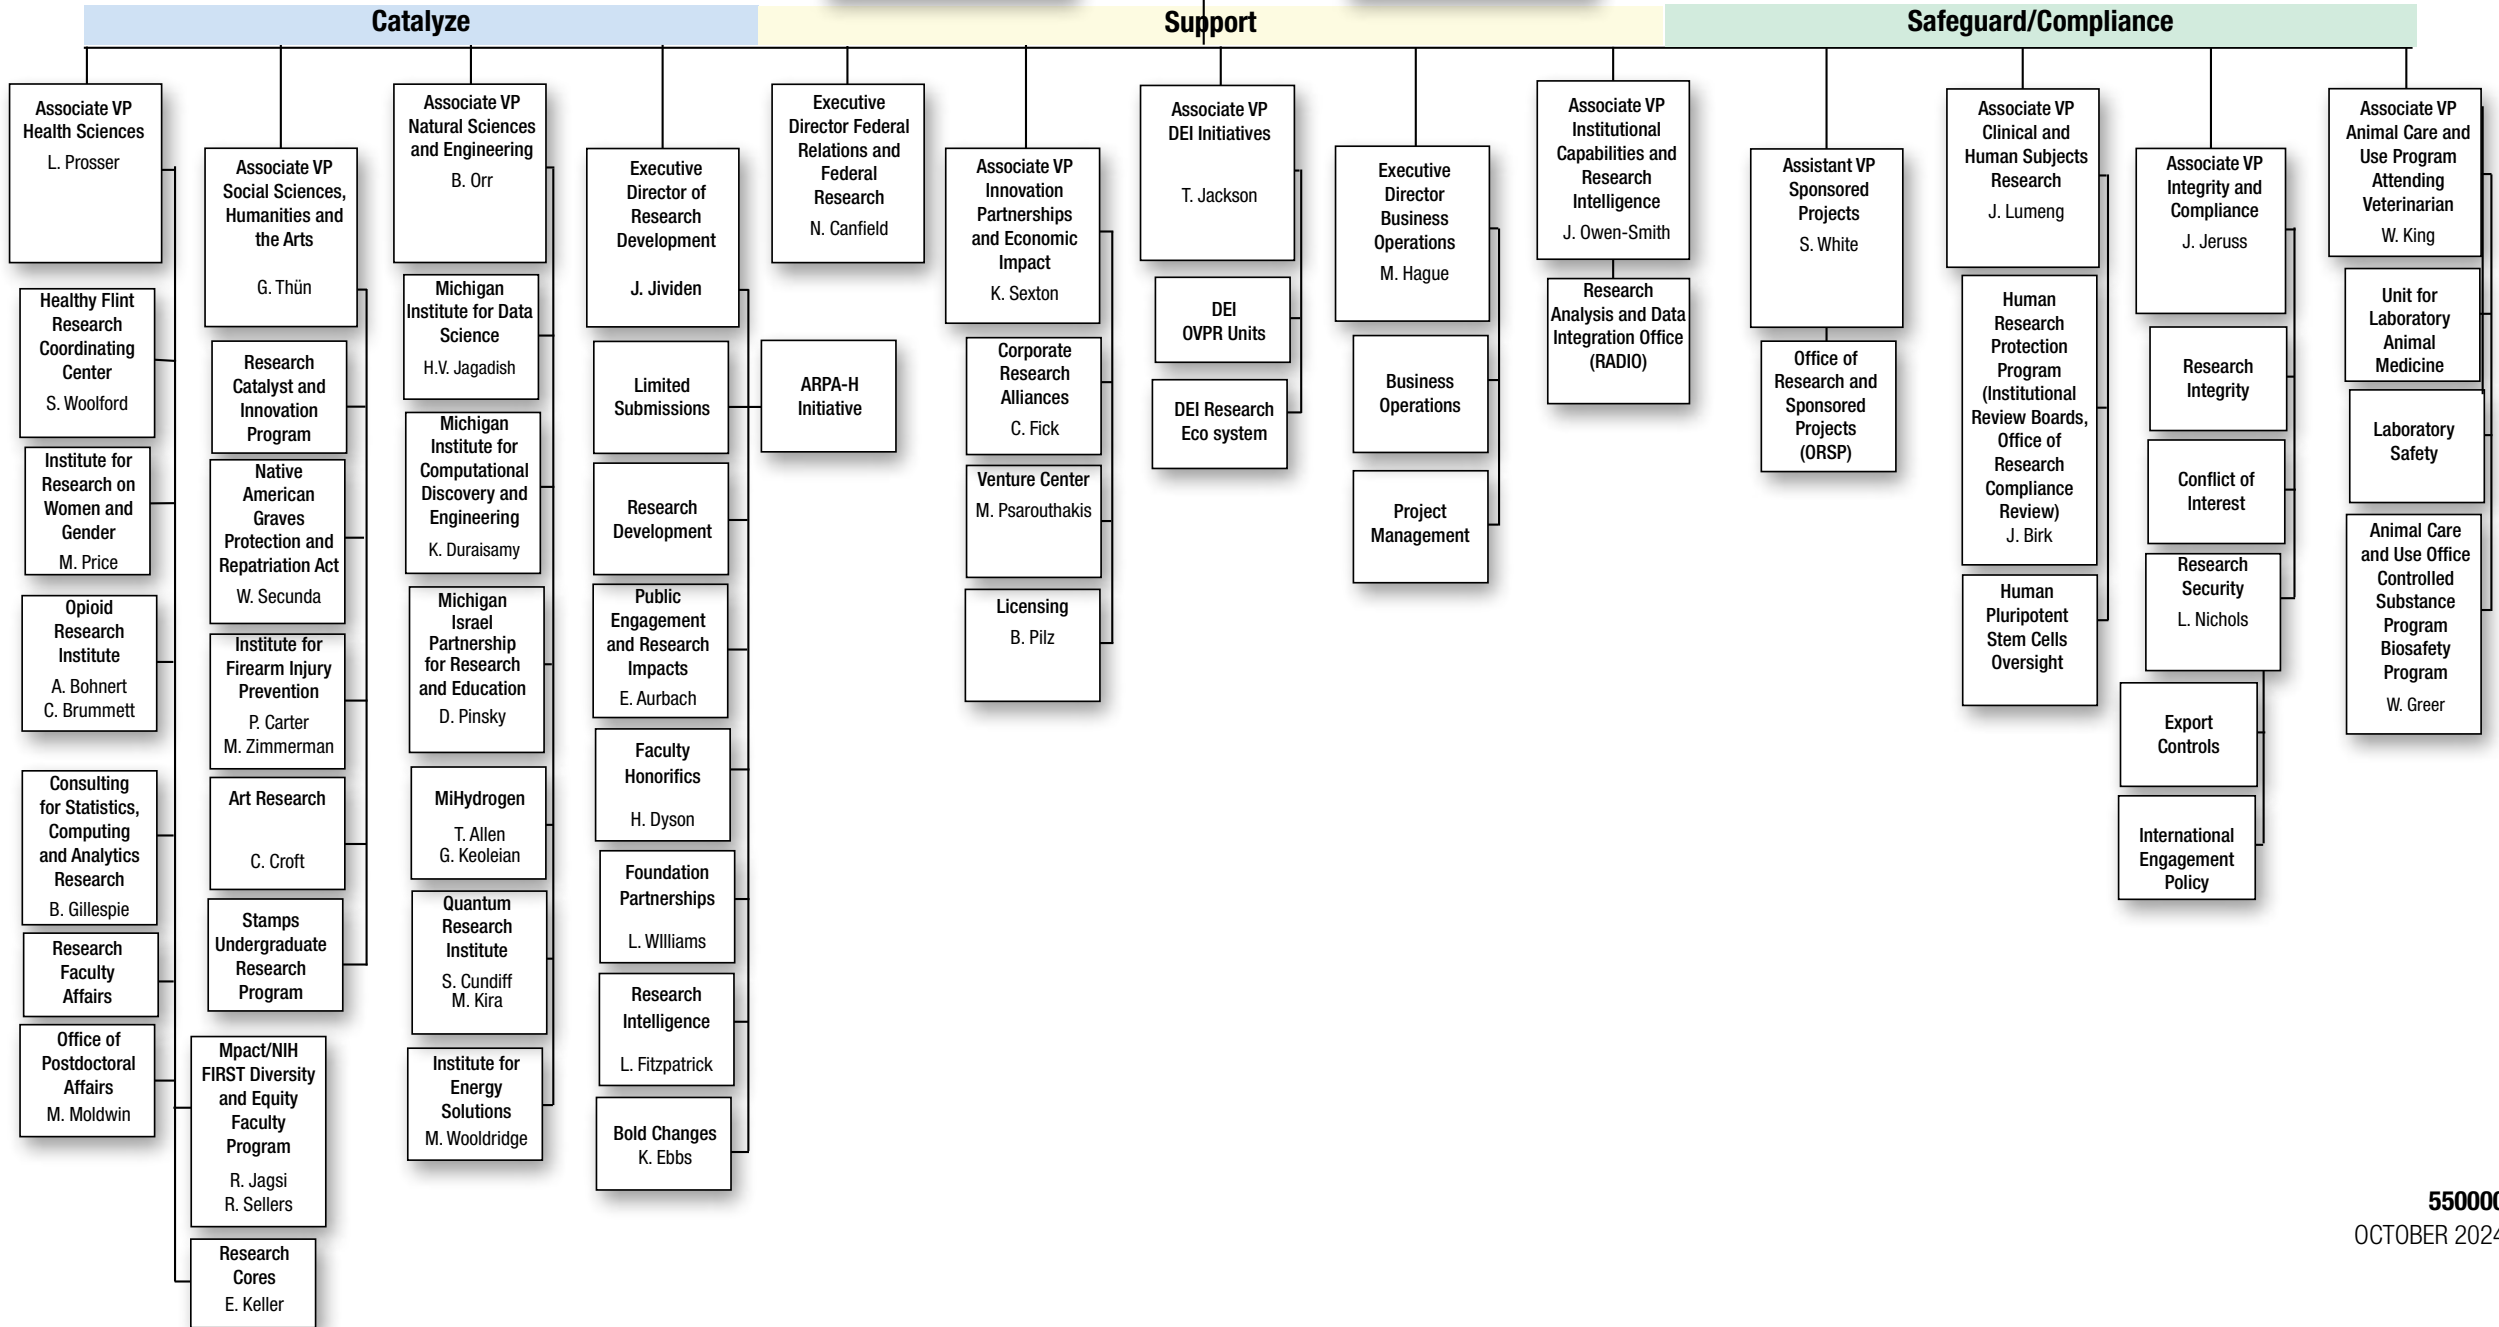 Catalyze
Support
Safeguard/Compliance
Associate VP
Health Sciences
L. Prosser
Healthy Flint
Research
Coordinating
Center
S. Woolford
Institute for
Research on
Women and
Gender
M. Price
Opioid
Research
Institute
A. Bohnert
C. Brummett
Consulting
for Statistics,
Computing
and Analytics
Research
B. Gillespie
Research
Faculty
Affairs
Office of
Postdoctoral
Affairs
M. Moldwin
Mpact/NIH
FIRST Diversity
and Equity
Faculty
Program
R. Jagsi
R. Sellers
Research
Cores
E. Keller
Associate VP
Social Sciences,
Humanities and
the Arts
G. Thün
Research
Catalyst and
Innovation
Program
Native
American
Graves
Protection and
Repatriation Act
W. Secunda
Institute for
Firearm Injury
Prevention
P. Carter
M. Zimmerman
Art Research
C. Croft
Stamps
Undergraduate
Research
Program
Associate VP
Natural Sciences
and Engineering
B. Orr
Michigan
Institute for Data
Science
H.V. Jagadish
Michigan
Institute for
Computational
Discovery and
Engineering
K. Duraisamy
Michigan
Israel
Partnership
for Research
and Education
D. Pinsky
MiHydrogen
T. Allen
G. Keoleian
Quantum
Research
Institute
S. Cundiff
M. Kira
Institute for
Energy
Solutions
M. Wooldridge
Executive
Director of
Research
Development
J. Jividen
Limited
Submissions
ARPA-H
Initiative
Research
Development
Public
Engagement
and Research
Impacts
E. Aurbach
Faculty
Honorifics
H. Dyson
Foundation
Partnerships
L. WIlliams
Research
Intelligence
L. Fitzpatrick
Bold Changes
K. Ebbs
Executive
Director Federal
Relations and
Federal
Research
N. Canfield
Associate VP
Innovation
Partnerships
and Economic
Impact
K. Sexton
Corporate
Research
Alliances
C. Fick
Venture Center
M. Psarouthakis
Licensing
B. Pilz
Associate VP
DEI Initiatives
T. Jackson
DEI
OVPR Units
DEI Research
Eco system
Executive
Director
Business
Operations
M. Hague
Business
Operations
Project
Management
Associate VP
Institutional
Capabilities and
Research
Intelligence
J. Owen-Smith
Research
Analysis and Data
Integration Office
(RADIO)
Assistant VP
Sponsored
Projects
S. White
Office of
Research and
Sponsored
Projects
(ORSP)
Associate VP
Clinical and
Human Subjects
Research
J. Lumeng
Human
Research
Protection
Program
(Institutional
Review Boards,
Office of
Research
Compliance
Review)
J. Birk
Human
Pluripotent
Stem Cells
Oversight
Associate VP
Integrity and
Compliance
J. Jeruss
Research
Integrity
Conflict of
Interest
Research
Security
L. Nichols
Export
Controls
International
Engagement
Policy
Associate VP
Animal Care and
Use Program
Attending
Veterinarian
W. King
Unit for
Laboratory
Animal
Medicine
Laboratory
Safety
Animal Care
and Use Office
Controlled
Substance
Program
Biosafety
Program
W. Greer
550000
OCTOBER 2024